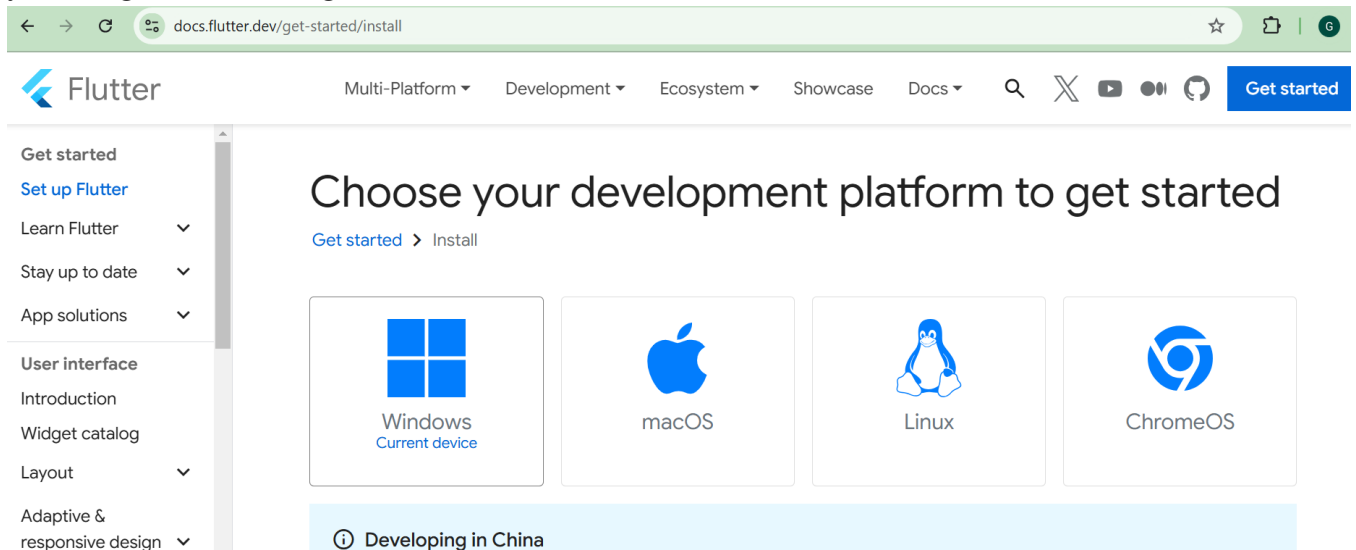 docs.flutter.dev/get-started/install
G
Flutter
Multi-Platform Development Ecosystem Showcase Docs Get started
Get started
Set up Flutter
Learn Flutter
Stay up to date
App solutions
User interface
Introduction
Widget catalog
Layout
Adaptive &
responsive design
Choose your development platform to get started
Get started > Install
Windows
Current device
macOS
Linux
ChromeOS
Developing in China